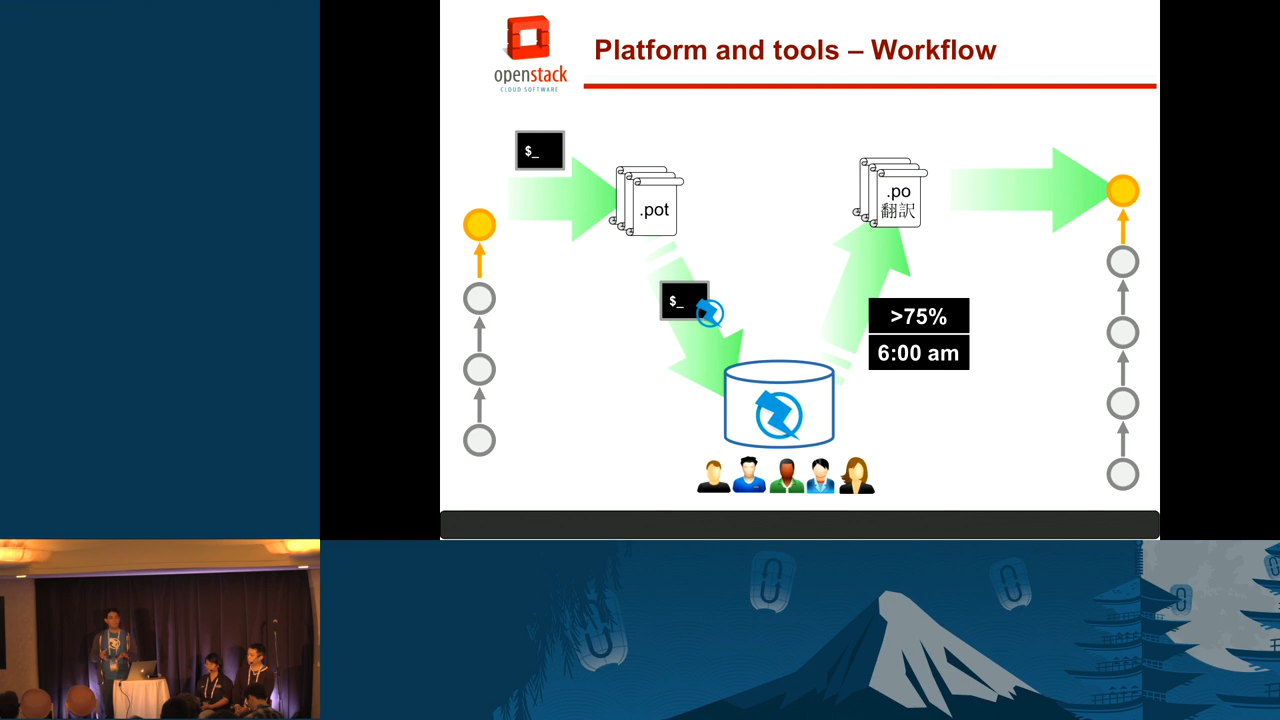 openstack
CLOUD SOFTWARE
Platform and tools – Workflow
$_
.pot
.po
翻訳
$_
>75%
6:00 am